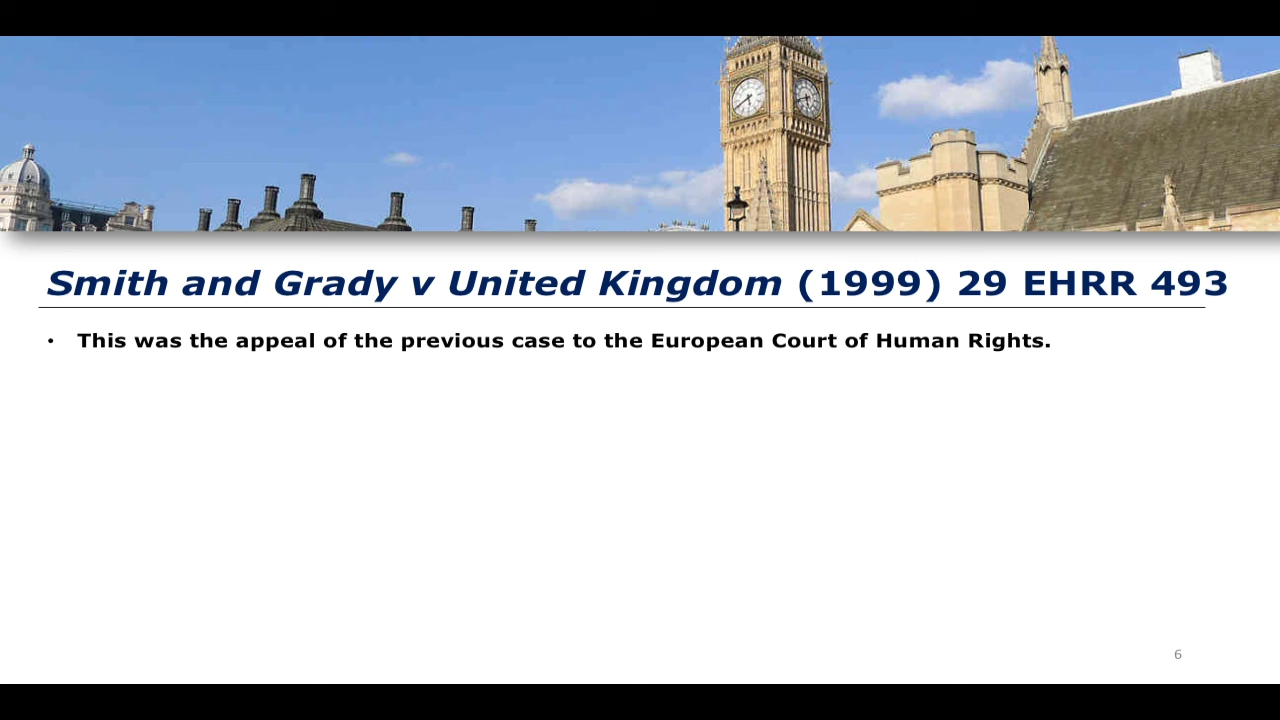 Smith and Grady v United Kingdom (1999) 29 EHRR 493
• This was the appeal of the previous case to the European Court of Human Rights.
6